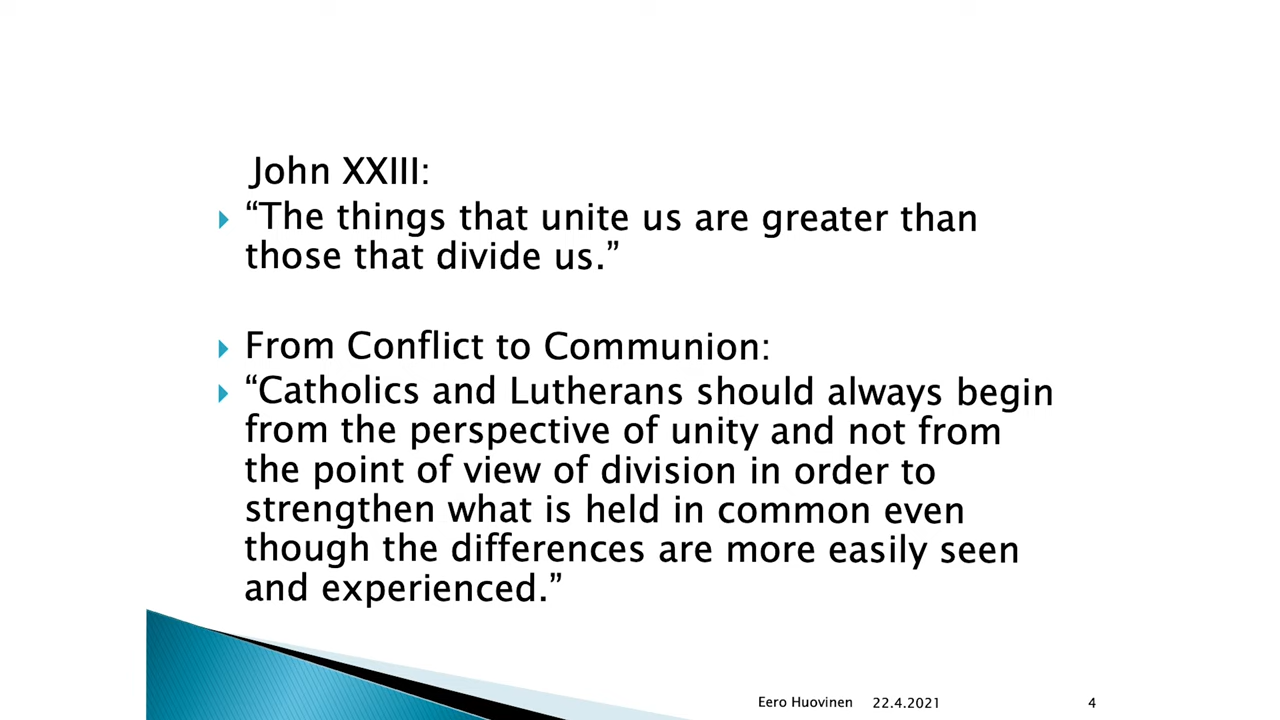 John XXIII:
“The things that unite us are greater than
those that divide us.”
From Conflict to Communion:
“Catholics and Lutherans should always begin
from the perspective of unity and not from
the point of view of division in order to
strengthen what is held in common even
though the differences are more easily seen
and experienced.”
Eero Huovinen 22.4.2021 4